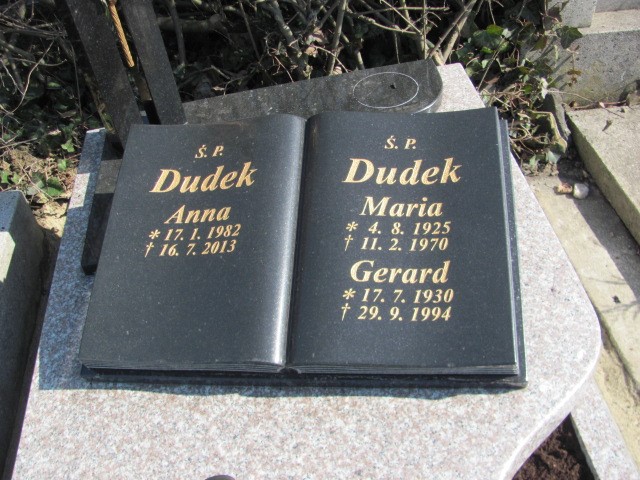 Ś. P.
Dudek
Anna
* 17. 1. 1982
† 16. 7. 2013
Ś. P.
Dudek
Maria
* 4. 8. 1925
† 11. 2. 1970
Gerard
* 17. 7. 1930
† 29. 9. 1994